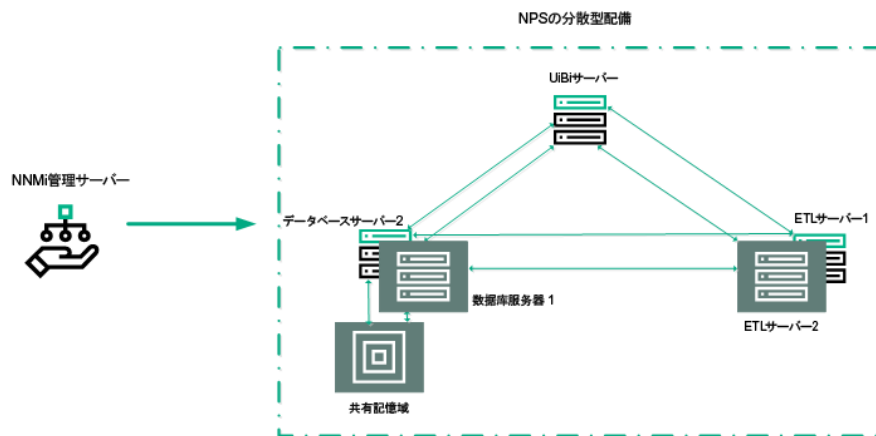 NPSの分散型配備
UiBiサーバー
NNMi管理サーバー
データベースサーバー2
ETLサーバー1
数据库服务器 1
ETLサーバー2
共有記憶域